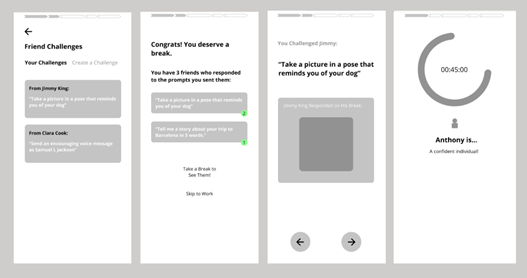 Friend Challenges
Your Challenges Create a Challenge
From Jimmy King:
"Take a picture in a pose that reminds
you of your dog"
From Clara Cook:
"Send an encouraging voice message
as Samuel L Jackson"
Congrats! You deserve a
break.
You have 3 friends who responded
to the prompts you sent them:
"Take a picture in a pose that reminds
you of your dog"
2
"Tell me a story about your trip to
Barcelona in 5 words."
1
Take a Break to
See Them!
Skip to Work
You Challenged Jimmy:
"Take a picture in a pose that
reminds you of your dog"
Jimmy King Responded to His Break:
00:45:00
Anthony is...
A confident individual!